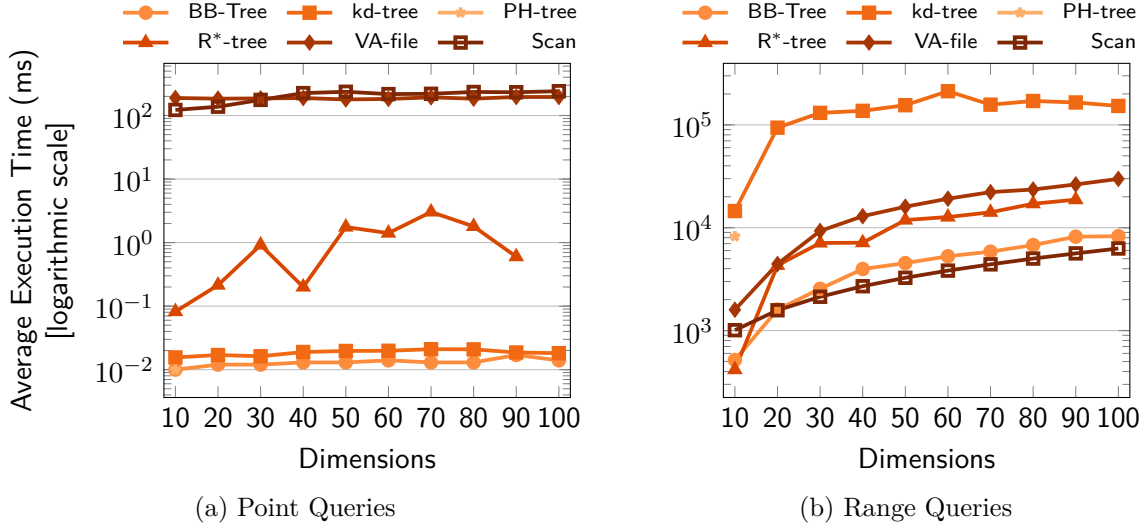 BB-Tree kd-tree PH-tree
R*-tree VA-file Scan
Average Execution Time (ms)
[logarithmic scale]
10^2
10^1
10^0
10^-1
10^-2
10 20 30 40 50 60 70 80 90 100
Dimensions
(a) Point Queries
BB-Tree kd-tree PH-tree
R*-tree VA-file Scan
10^5
10^4
10^3
10 20 30 40 50 60 70 80 90 100
Dimensions
(b) Range Queries